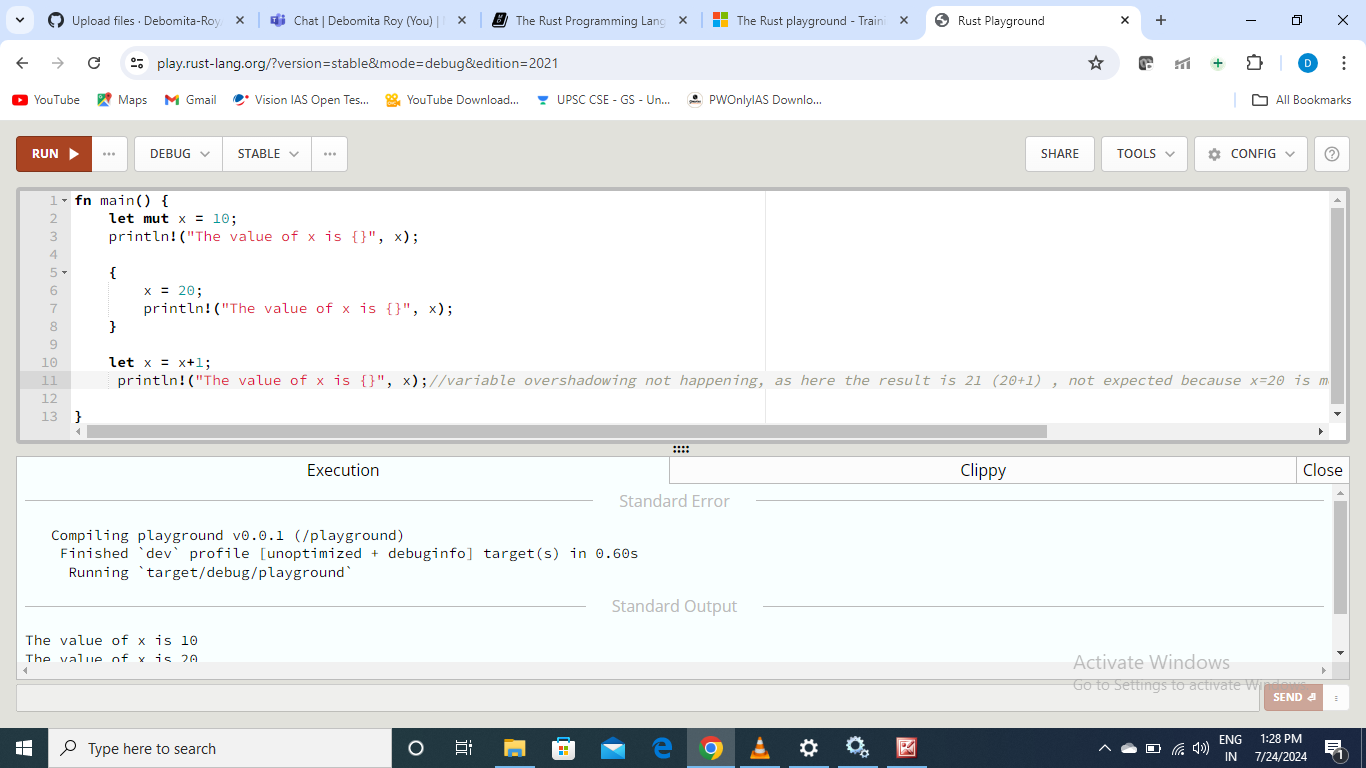 Upload files · Debomita-Roy
Chat | Debomita Roy (You) |
The Rust Programming Lang
The Rust playground - Traini
Rust Playground
play.rust-lang.org/?version=stable&mode=debug&edition=2021
D
YouTube
Maps
Gmail
Vision IAS Open Tes...
YouTube Download...
UPSC CSE - GS - Un...
PWOnlyIAS Downlo...
All Bookmarks
RUN
DEBUG
STABLE
SHARE
TOOLS
CONFIG
1 fn main() {
2     let mut x = 10;
3     println!("The value of x is {}", x);
4
5     {
6         x = 20;
7         println!("The value of x is {}", x);
8     }
9
10     let x = x+1;
11      println!("The value of x is {}", x);//variable overshadowing not happening, as here the result is 21 (20+1) , not expected because x=20 is m
12
13 }
Execution
Clippy
Close
Standard Error
Compiling playground v0.0.1 (/playground)
Finished `dev` profile [unoptimized + debuginfo] target(s) in 0.60s
Running `target/debug/playground`
Standard Output
The value of x is 10
The value of x is 20
Activate Windows
Go to Settings to activate Windows.
SEND
Type here to search
ENG
IN
1:28 PM
7/24/2024
1